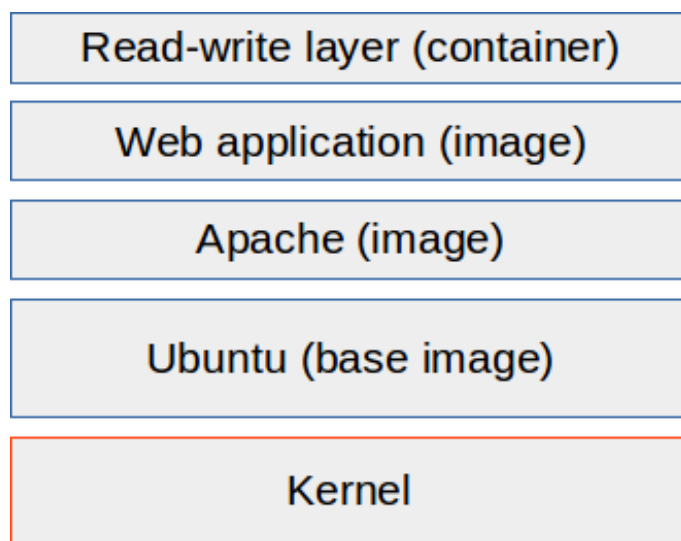 Read-write layer (container)
Web application (image)
Apache (image)
Ubuntu (base image)
Kernel